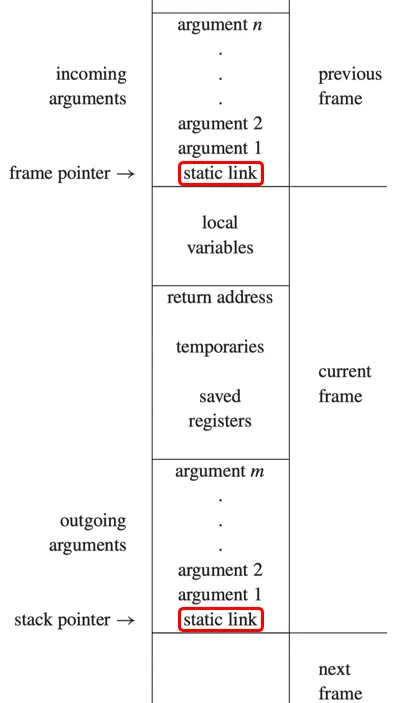 argument n
.
incoming . previous
arguments . frame
argument 2
argument 1
frame pointer → static link
local
variables
return address
temporaries
current
saved frame
registers
argument m
.
outgoing .
arguments .
argument 2
argument 1
stack pointer → static link
next
frame